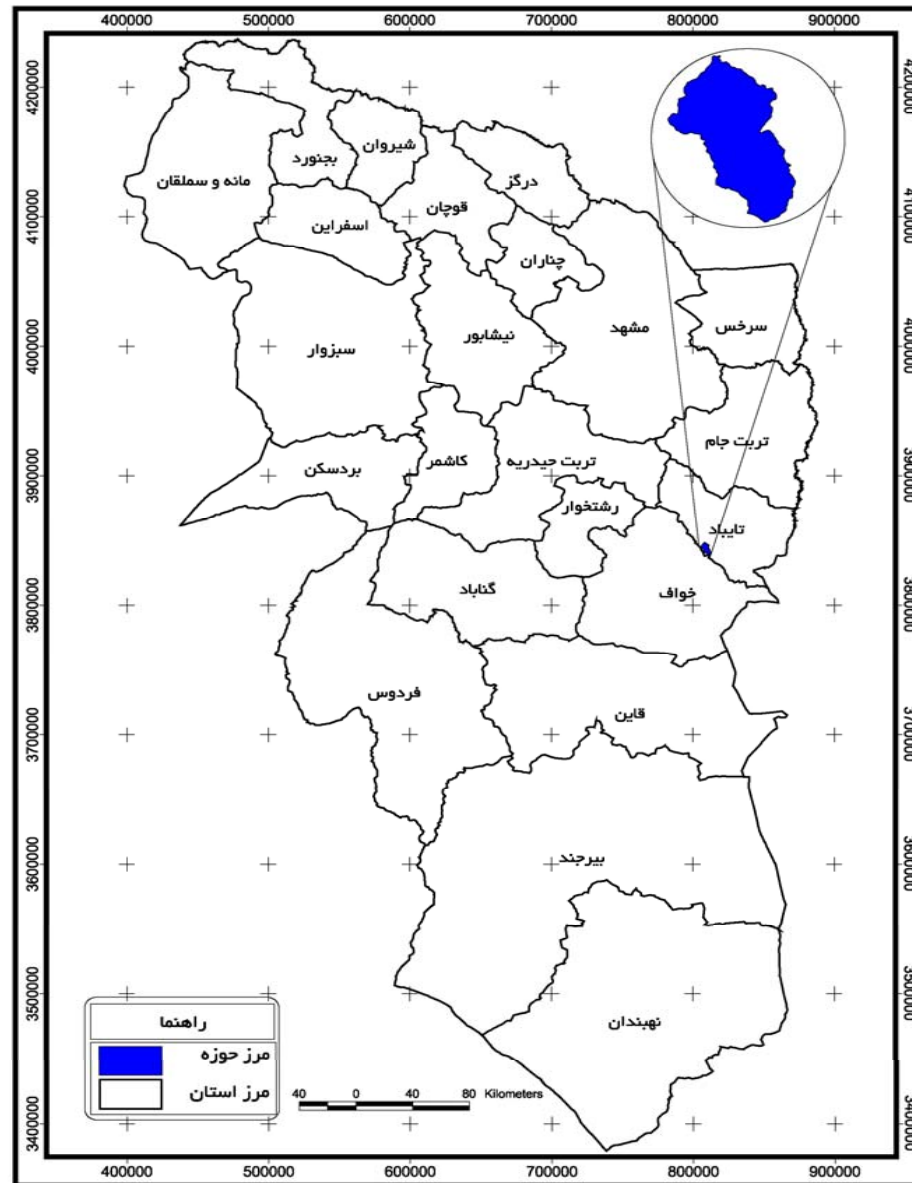 400000 500000 600000 700000 800000 900000
4200000
4100000
4000000
3900000
3800000
3700000
3600000
3500000
3400000
شیروان
بجنورد
مانه و سملقان
درگز
قوچان
اسفراین
چناران
مشهد
سرخس
نیشابور
سبزوار
تربت جام
تربت حیدریه
کاشمر
بردسکن
رشتخوار
تایباد
خواف
گناباد
فردوس
قاین
بیرجند
نهبندان
راهنما
مرز حوزه
مرز استان
40 0 40 80 Kilometers
4200000
4100000
4000000
3900000
3800000
3700000
3600000
3500000
3400000
400000 500000 600000 700000 800000 900000